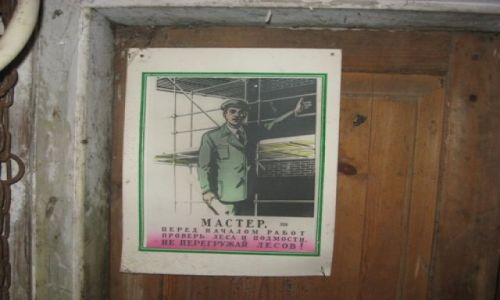 МАСТЕР,
ПЕРЕД НАЧАЛОМ РАБОТ
ПРОВЕРЬ ЛЕСА И ПОДМОСТИ,
НЕ ПЕРЕГРУЖАЙ ЛЕСОВ!